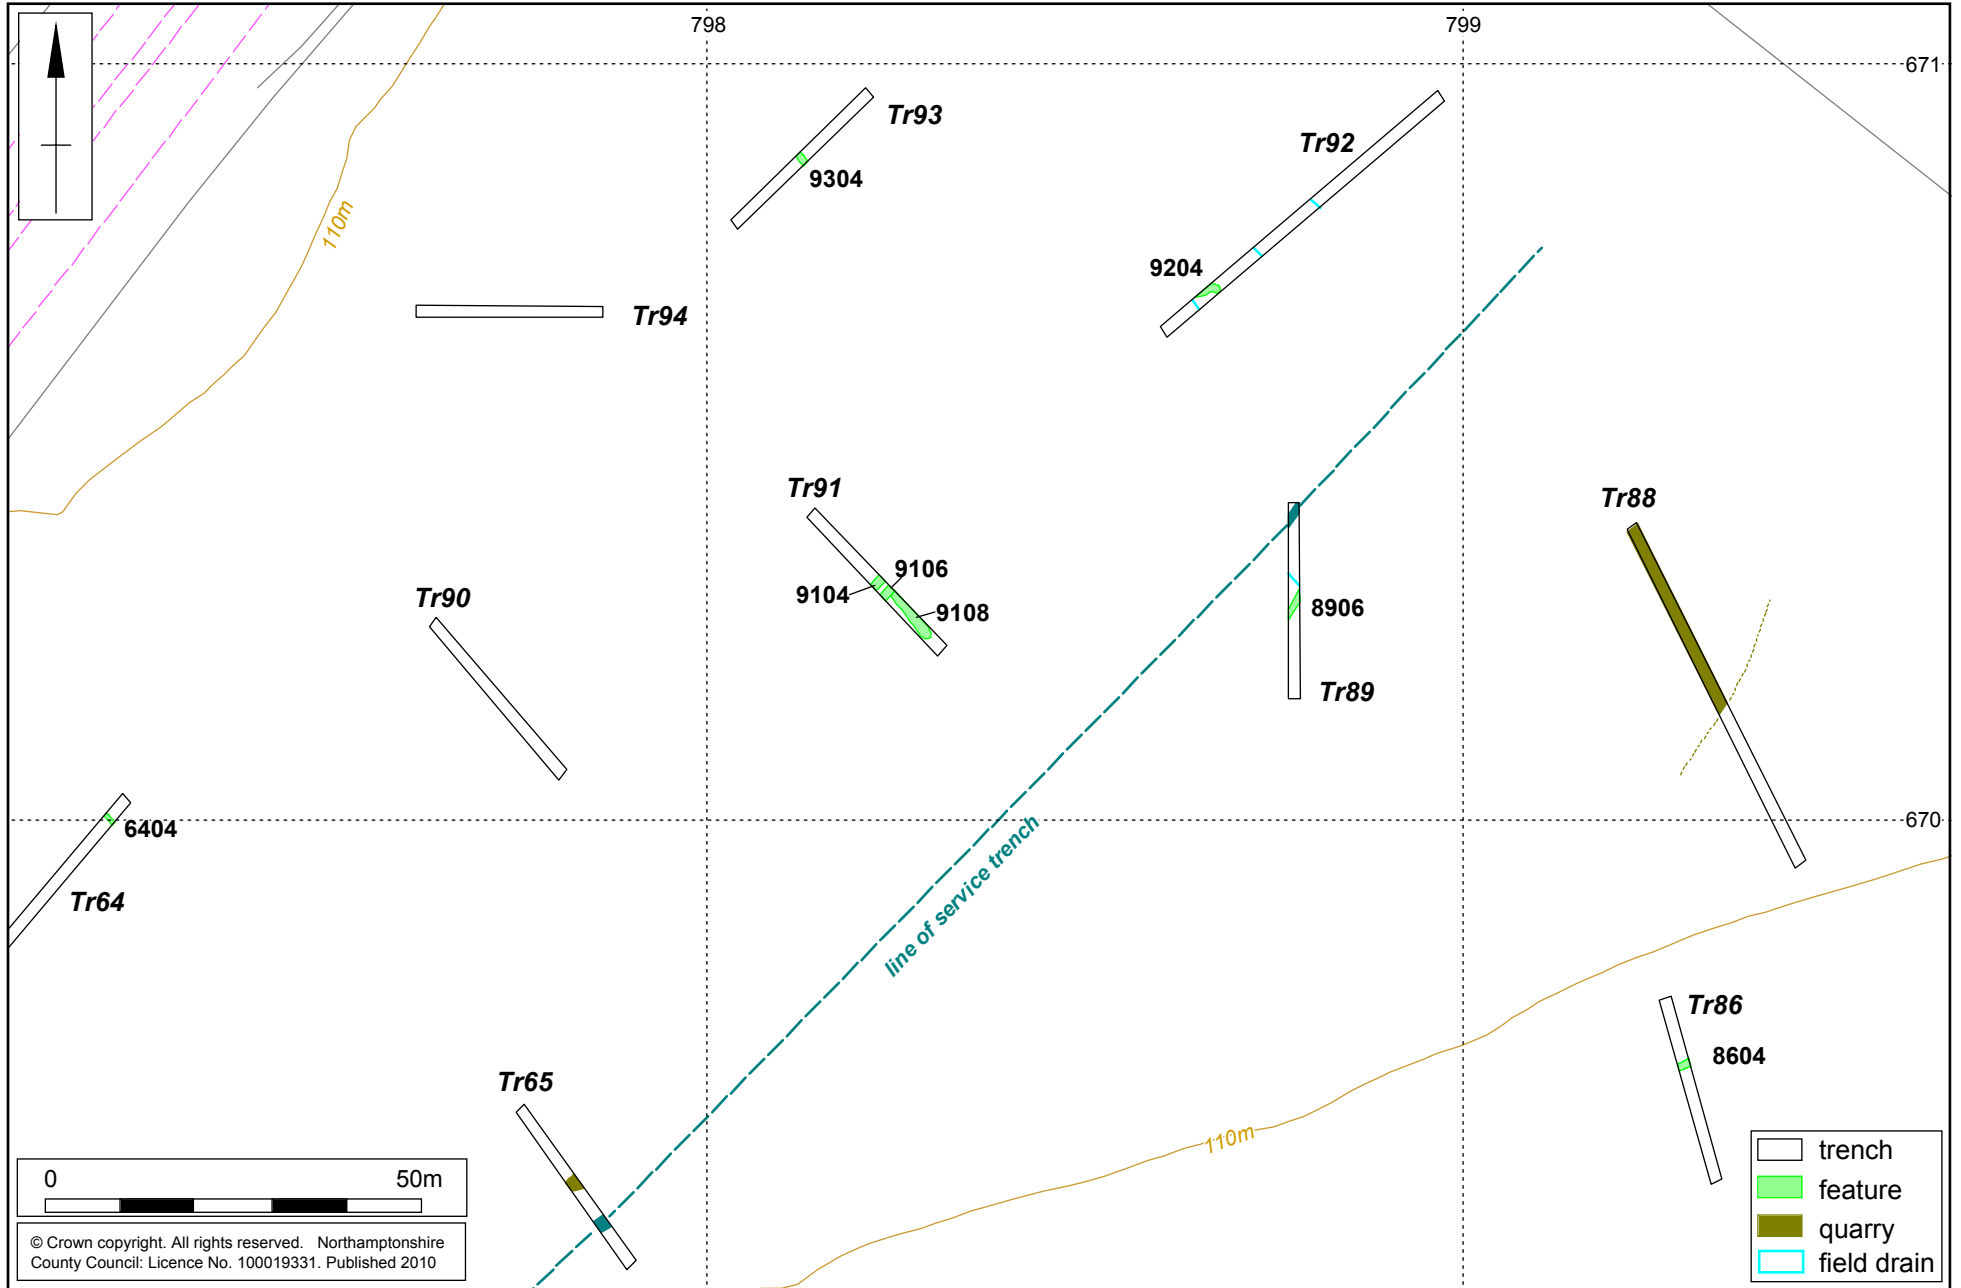 798
799
671
Tr93
9304
Tr92
110m
9204
Tr94
Tr91
9106
9104
9108
Tr88
8906
Tr90
Tr89
6404
670
Tr64
line of service trench
Tr86
8604
Tr65
110m
0 50m
© Crown copyright. All rights reserved. Northamptonshire
County Council: Licence No. 100019331. Published 2010
trench
feature
quarry
field drain